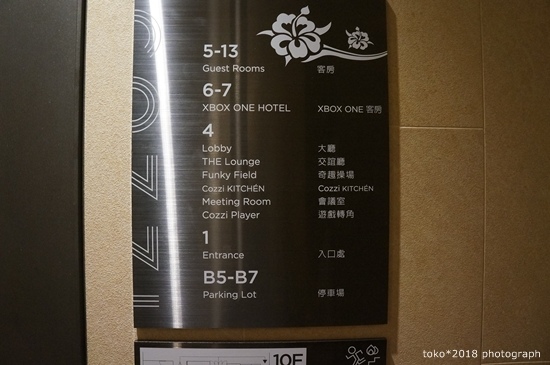 COZZI
5-13
Guest Rooms 客房
6-7
XBOX ONE HOTEL XBOX ONE 客房
4
Lobby 大廳
THE Lounge 交誼廳
Funky Field 奇趣操場
Cozzi KITCHÉN Cozzi KITCHÉN
Meeting Room 會議室
Cozzi Player 遊戲轉角
1
Entrance 入口處
B5-B7
Parking Lot 停車場
10F
toko*2018 photograph